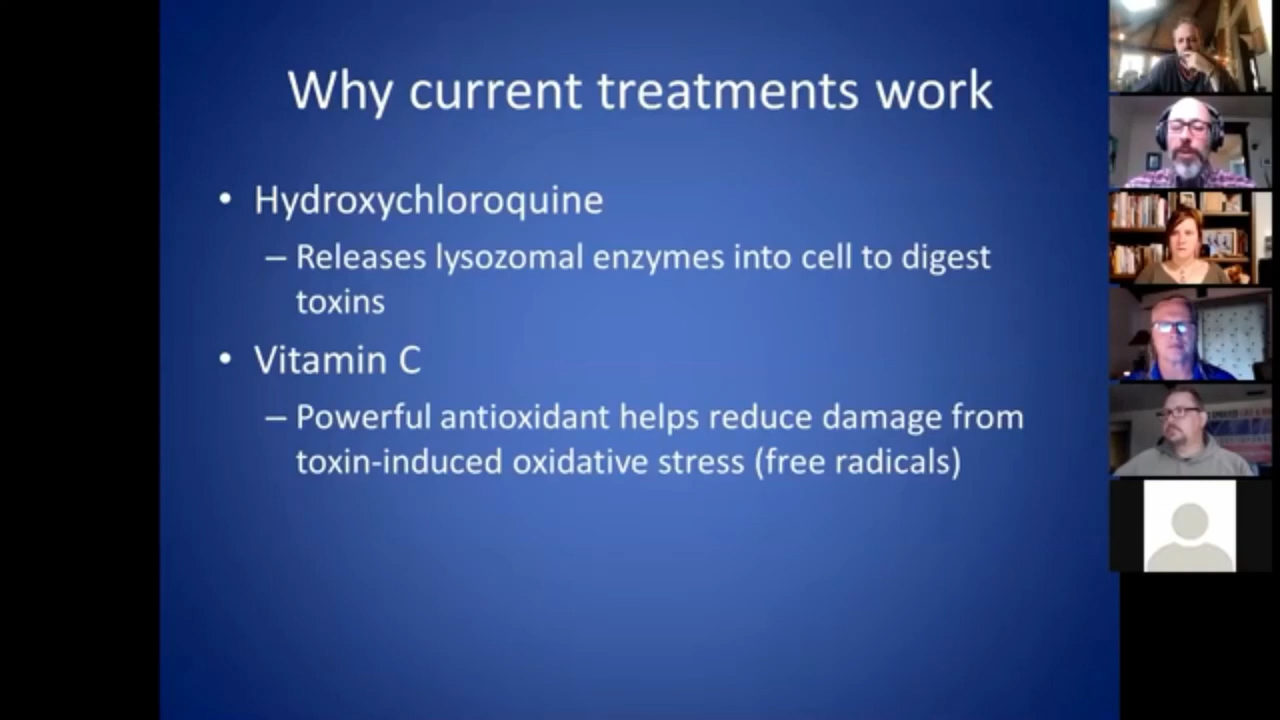 Why current treatments work
• Hydroxychloroquine
– Releases lysozomal enzymes into cell to digest
toxins
• Vitamin C
– Powerful antioxidant helps reduce damage from
toxin-induced oxidative stress (free radicals)